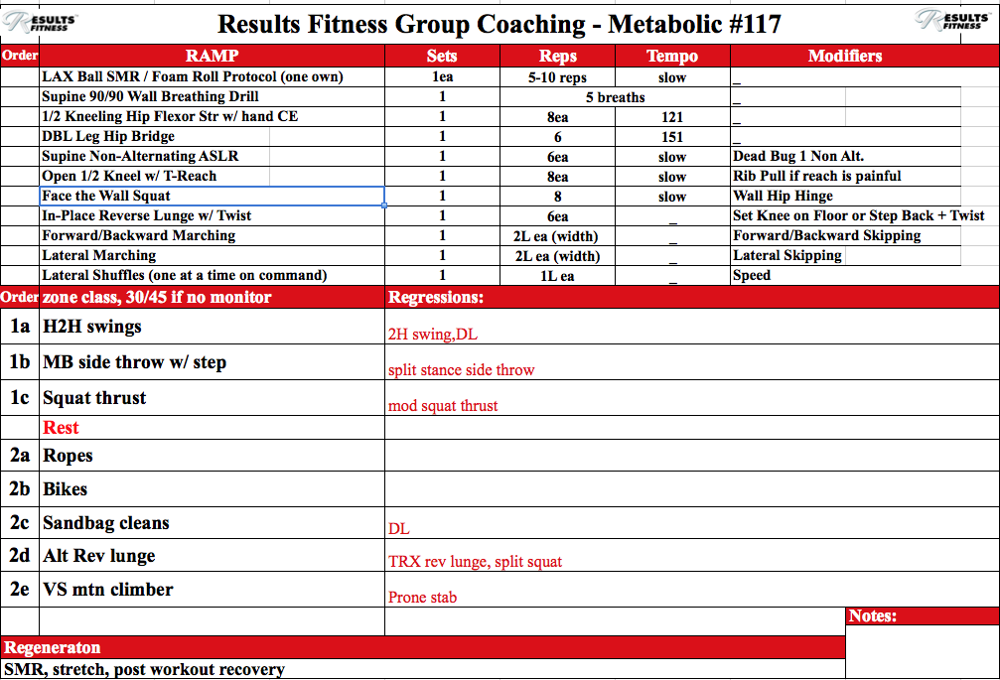 RESULTS FITNESS
Results Fitness Group Coaching - Metabolic #117
RESULTS FITNESS
Order RAMP Sets Reps Tempo Modifiers
LAX Ball SMR / Foam Roll Protocol (one own) 1ea 5-10 reps slow _
Supine 90/90 Wall Breathing Drill 1 5 breaths _
1/2 Kneeling Hip Flexor Str w/ hand CE 1 8ea 121 _
DBL Leg Hip Bridge 1 6 151 _
Supine Non-Alternating ASLR 1 6ea slow Dead Bug 1 Non Alt.
Open 1/2 Kneel w/ T-Reach 1 8ea slow Rib Pull if reach is painful
Face the Wall Squat 1 8 slow Wall Hip Hinge
In-Place Reverse Lunge w/ Twist 1 6ea _ Set Knee on Floor or Step Back + Twist
Forward/Backward Marching 1 2L ea (width) _ Forward/Backward Skipping
Lateral Marching 1 2L ea (width) _ Lateral Skipping
Lateral Shuffles (one at a time on command) 1 1L ea _ Speed
Order zone class, 30/45 if no monitor Regressions:
1a H2H swings 2H swing,DL
1b MB side throw w/ step split stance side throw
1c Squat thrust mod squat thrust
Rest
2a Ropes
2b Bikes
2c Sandbag cleans DL
2d Alt Rev lunge TRX rev lunge, split squat
2e VS mtn climber Prone stab
Notes:
Regeneraton
SMR, stretch, post workout recovery